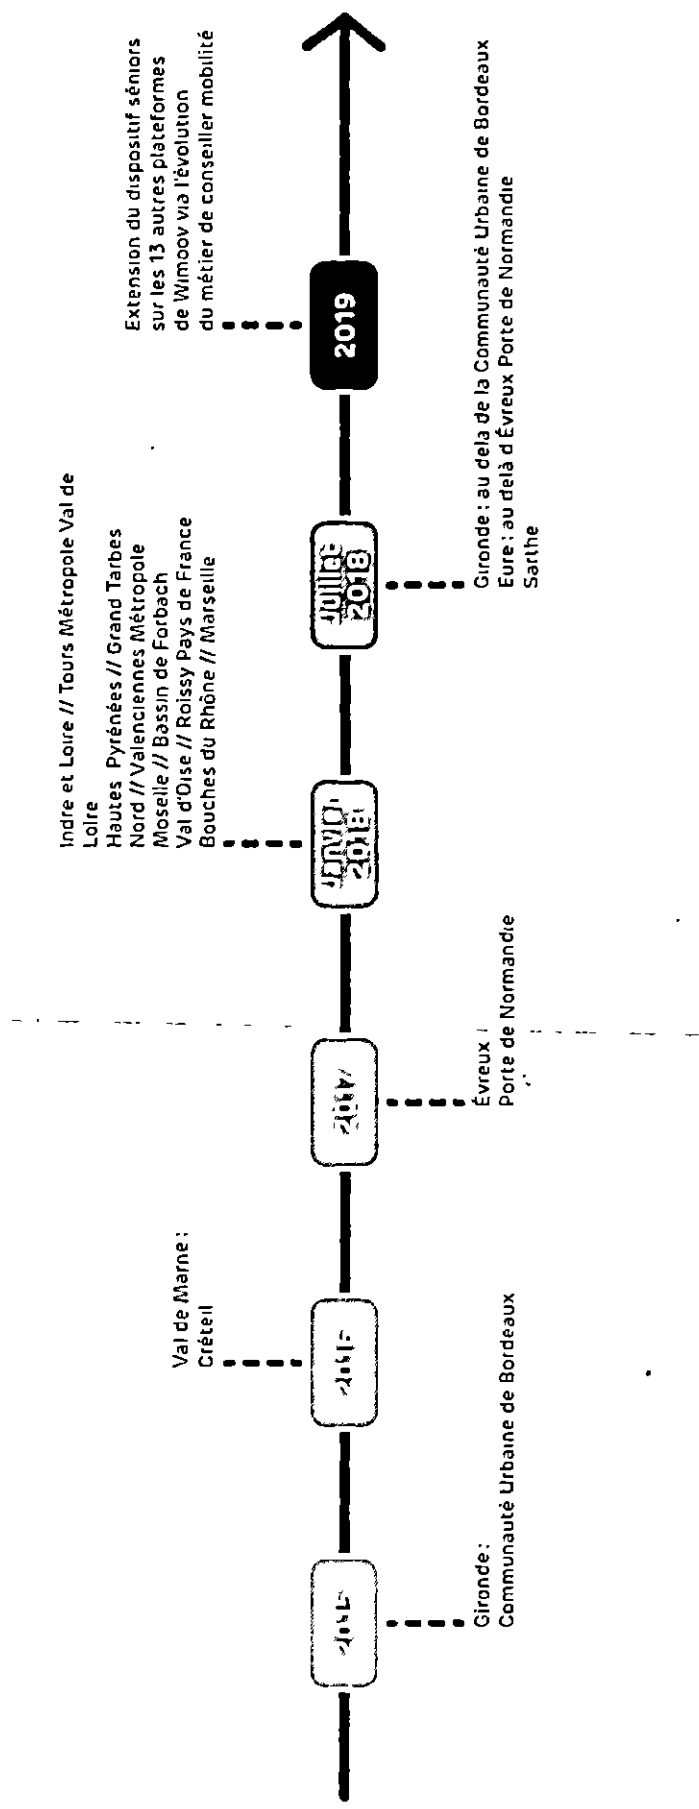 Gironde :
Communauté Urbaine de Bordeaux
Val de Marne :
Créteil
Évreux
Porte de Normandie
2018
Indre et Loire // Tours Métropole Val de
Loire
Hautes Pyrénées // Grand Tarbes
Nord // Valenciennes Métropole
Moselle // Bassin de Forbach
Val d'Oise // Roissy Pays de France
Bouches du Rhône // Marseille
Juillet
2018
Gironde : au dela de la Communauté Urbaine de Bordeaux
Eure : au delà d Évreux Porte de Normandie
Sarthe
2019
Extension du dispositif séniors
sur les 13 autres plateformes
de Wimoov via l'évolution
du métier de conseiller mobilité